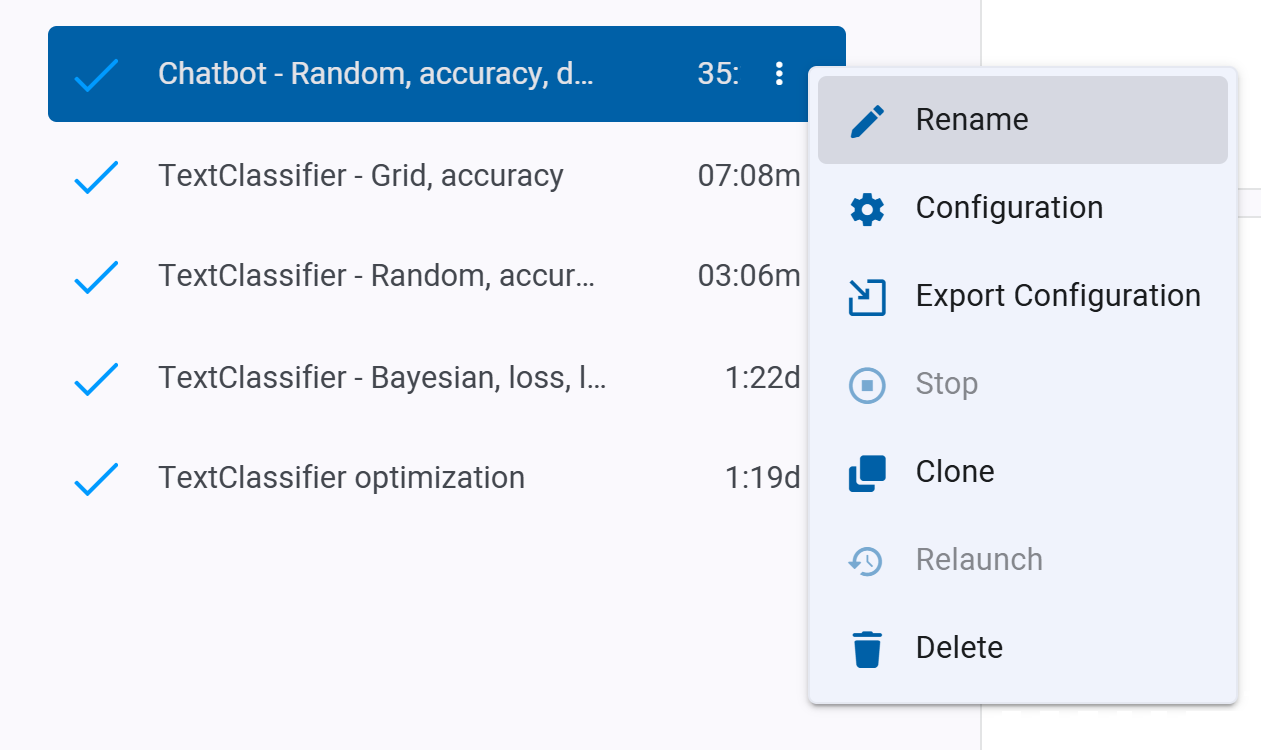 Chatbot - Random, accuracy, d... 35:
TextClassifier - Grid, accuracy 07:08m
TextClassifier - Random, accur... 03:06m
TextClassifier - Bayesian, loss, l... 1:22d
TextClassifier optimization 1:19d
Rename
Configuration
Export Configuration
Stop
Clone
Relaunch
Delete